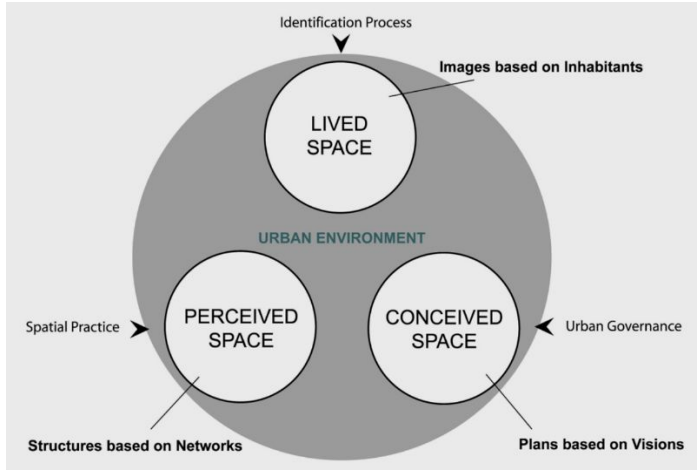 Identification Process
Images based on Inhabitants
LIVED
SPACE
URBAN ENVIRONMENT
PERCEIVED
SPACE
CONCEIVED
SPACE
Spatial Practice
Urban Governance
Structures based on Networks
Plans based on Visions